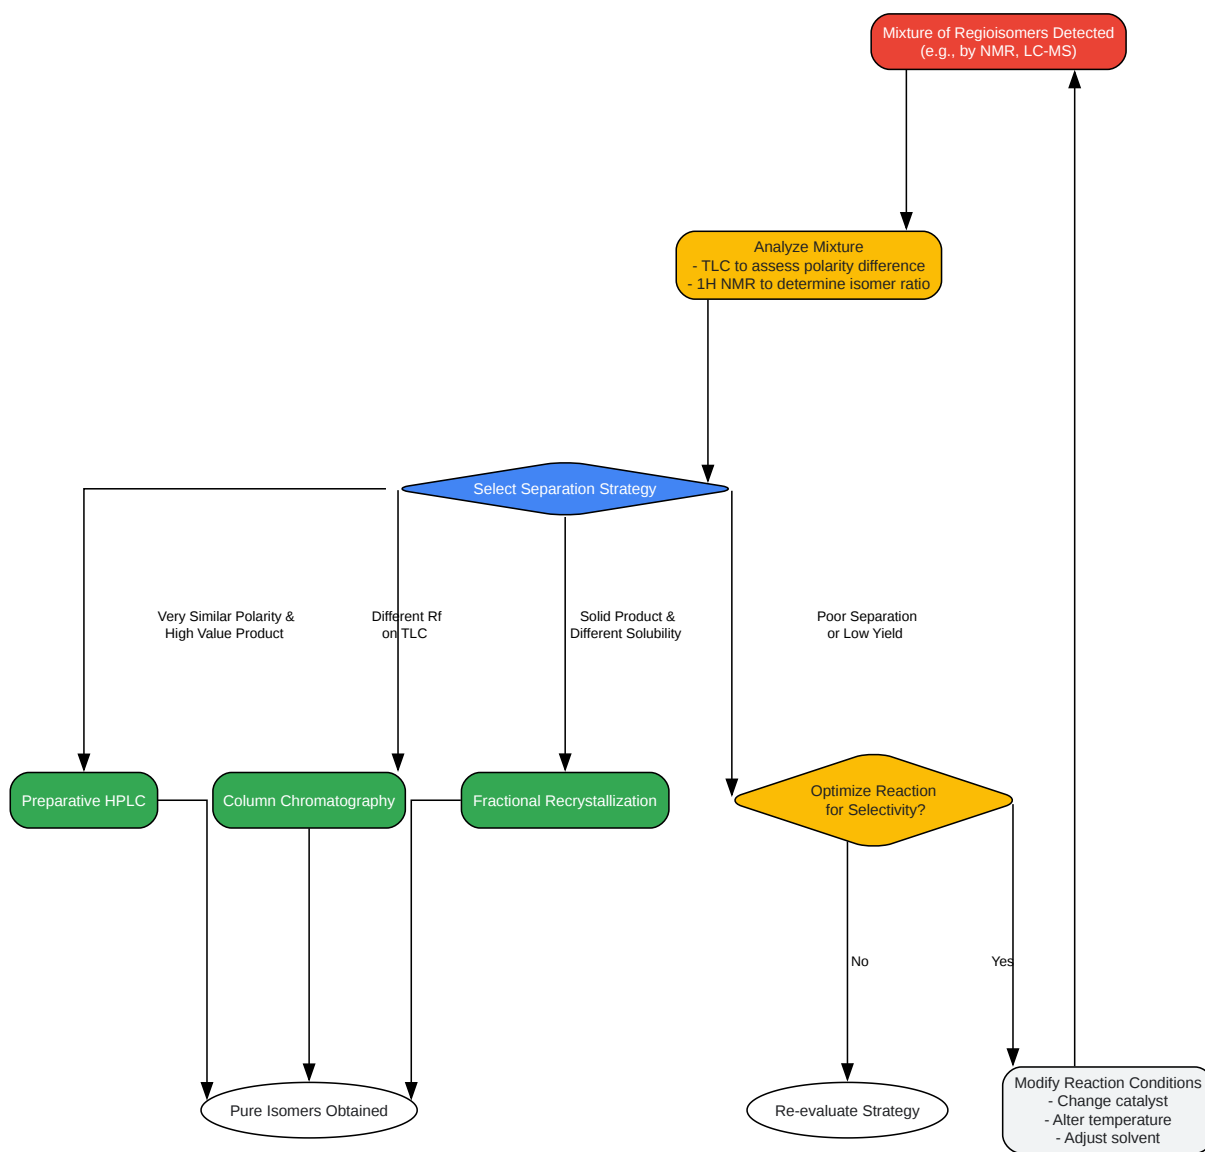 Mixture of Regioisomers Detected
(e.g., by NMR, LC-MS)
Analyze Mixture
- TLC to assess polarity difference
- 1H NMR to determine isomer ratio
Select Separation Strategy
Very Similar Polarity &
High Value Product
Different Rf
on TLC
Solid Product &
Different Solubility
Poor Separation
or Low Yield
Preparative HPLC
Column Chromatography
Fractional Recrystallization
Optimize Reaction
for Selectivity?
No
Yes
Pure Isomers Obtained
Re-evaluate Strategy
Modify Reaction Conditions
- Change catalyst
- Alter temperature
- Adjust solvent